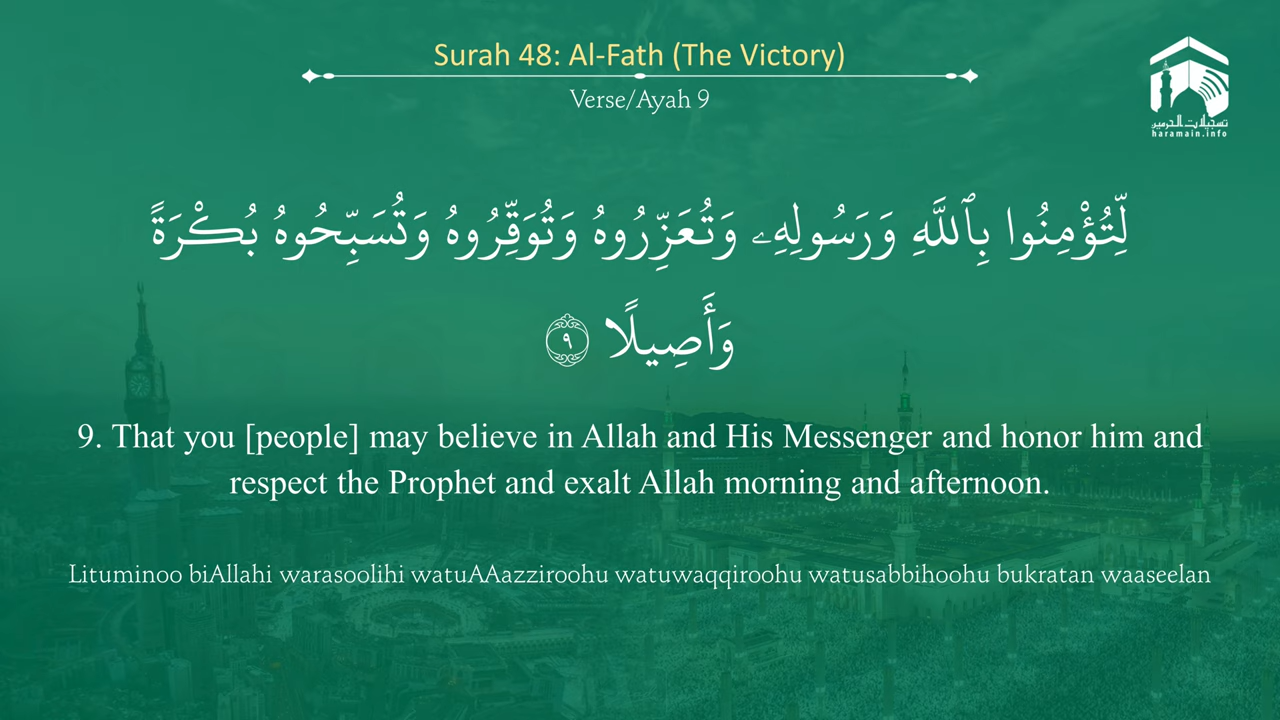 Surah 48: Al-Fath (The Victory)
Verse/Ayah 9
تسجيلات الحرمين
haramain.info
لِّتُؤْمِنُوا بِٱللَّهِ وَرَسُولِهِۦ وَتُعَزِّرُوهُ وَتُوَقِّرُوهُ وَتُسَبِّحُوهُ بُكْرَةً
وَأَصِيلًا ٩
9. That you [people] may believe in Allah and His Messenger and honor him and
respect the Prophet and exalt Allah morning and afternoon.
Lituminoo biAllahi warasoolihi watuAAazziroohu watuwaqqiroohu watusabbihoohu bukratan waaseelan